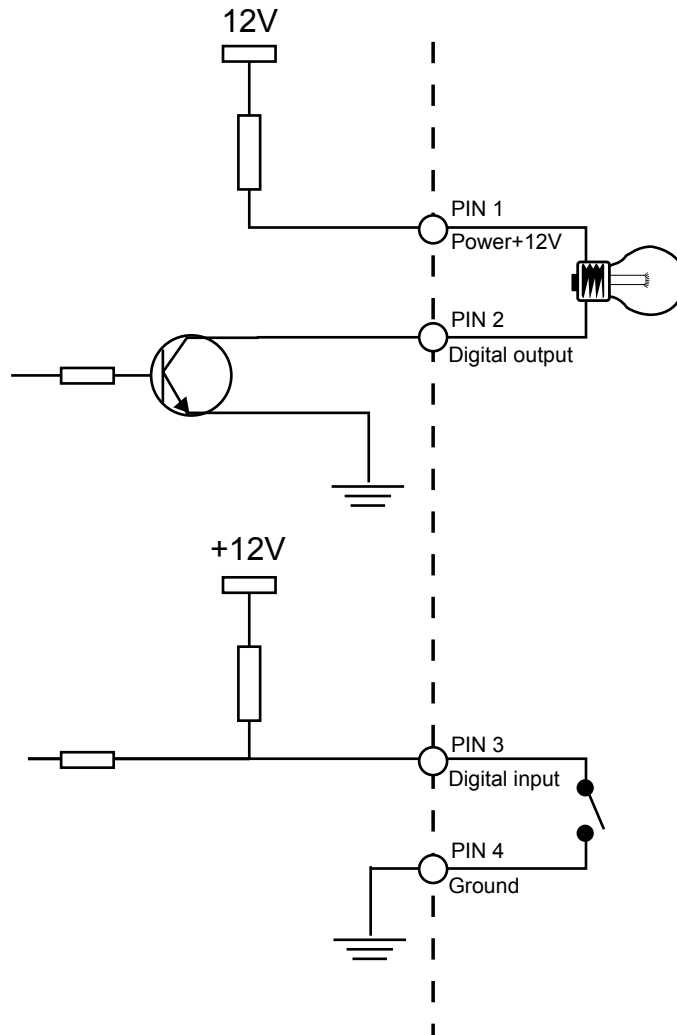 12V
PIN 1
Power+12V
PIN 2
Digital output
+12V
PIN 3
Digital input
PIN 4
Ground